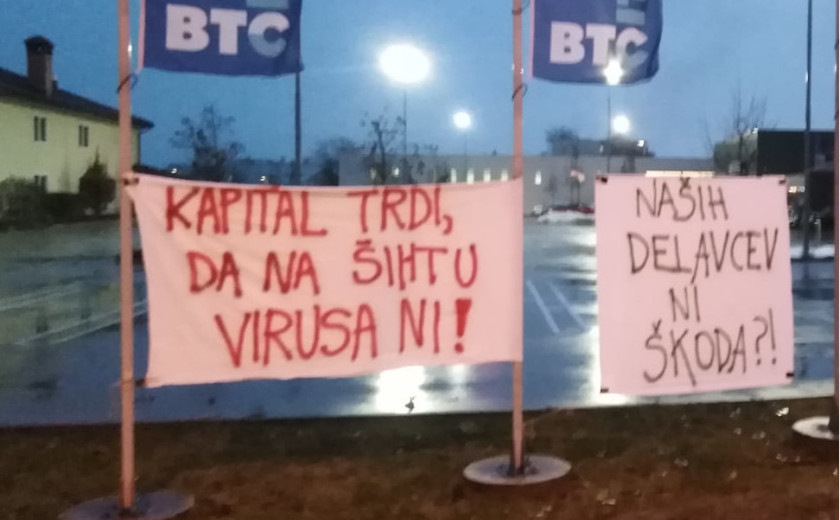 BTC
BTC
KAPITAL TRDI,
DA NA ŠIHTU
VIRUSA NI!
NAŠIH
DELAVCEV
NI
ŠKODA?!